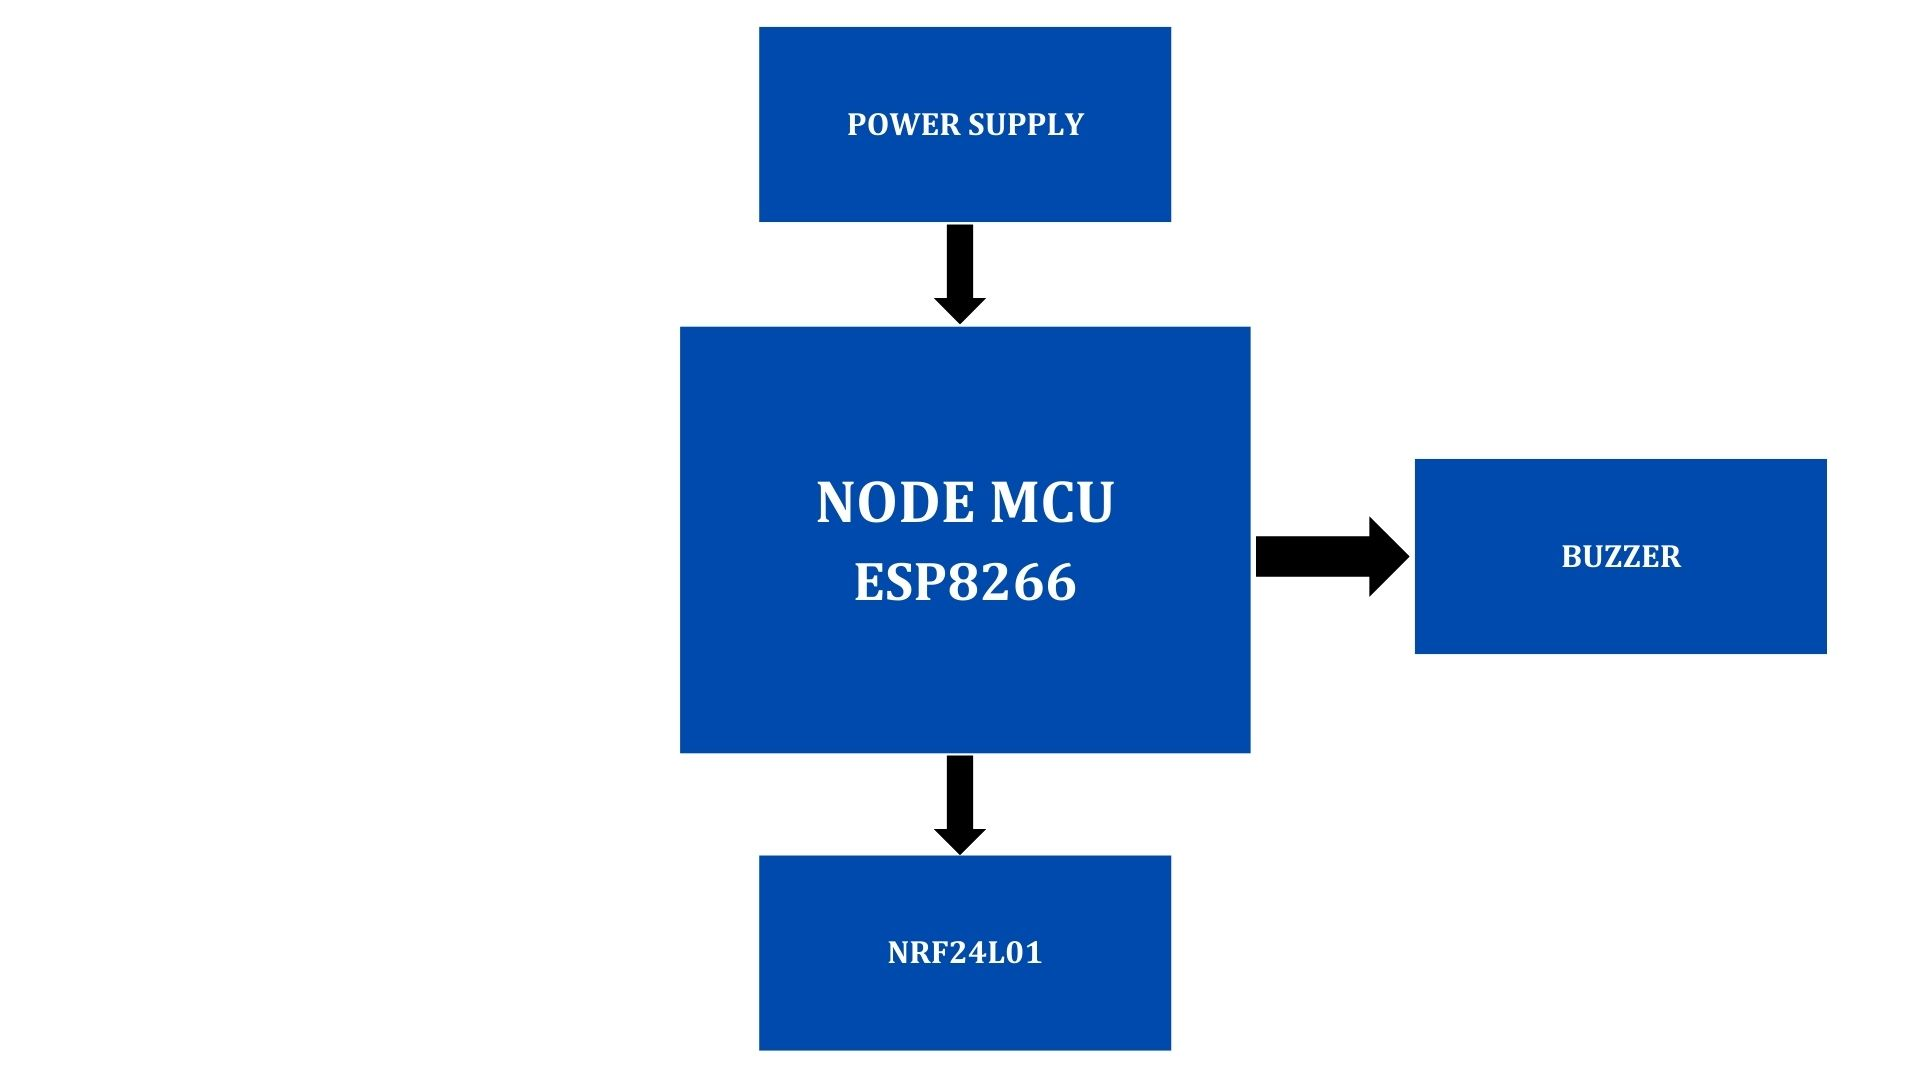 POWER SUPPLY
NODE MCU
ESP8266
BUZZER
NRF24L01